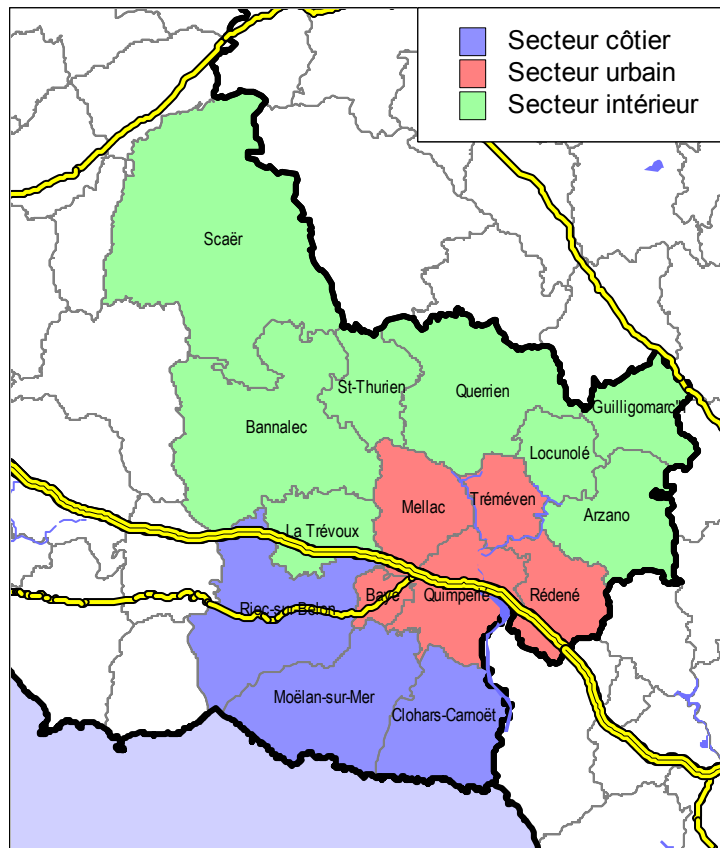 Secteur côtier
Secteur urbain
Secteur intérieur
Scaër
St-Thurien
Querrien
Guilligomarc'h
Bannalec
Locunolé
Tréméven
Mellac
Arzano
La Trévoux
Baye
Quimperlé
Rédené
Riec-sur-Belon
Moëlan-sur-Mer
Clohars-Carnoët